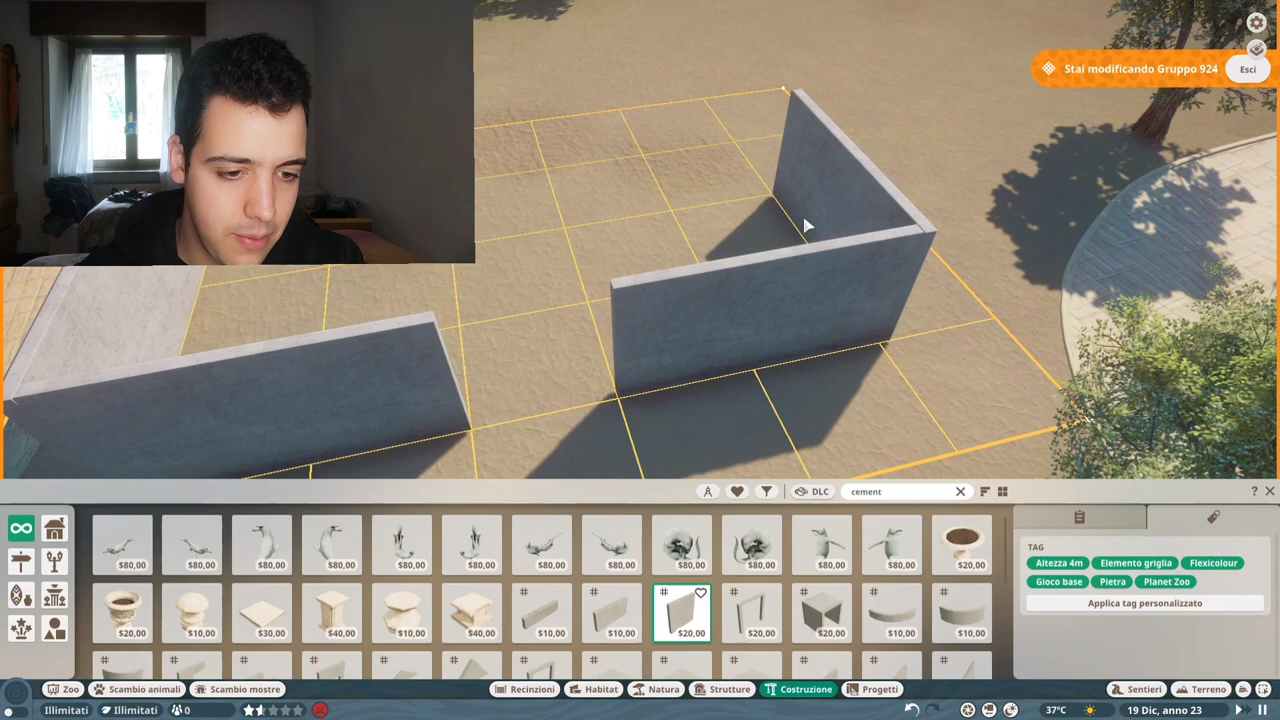 Stai modificando Gruppo 924
Esci
DLC
cement
?
$80,00 $80,00 $80,00 $80,00 $80,00 $80,00 $80,00 $80,00 $80,00 $80,00 $80,00 $80,00 $20,00
$20,00 $10,00 $30,00 $40,00 $10,00 $40,00 $10,00 $10,00 $20,00 $20,00 $20,00 $10,00 $10,00
TAG
Altezza 4m Elemento griglia Flexicolour
Gioco base Pietra Planet Zoo
Applica tag personalizzato
Zoo Scambio animali Scambio mostre Recinzioni Habitat Natura Strutture Costruzione Progetti Sentieri Terreno
Illimitati Illimitati 0 37°C 19 Dic, anno 23